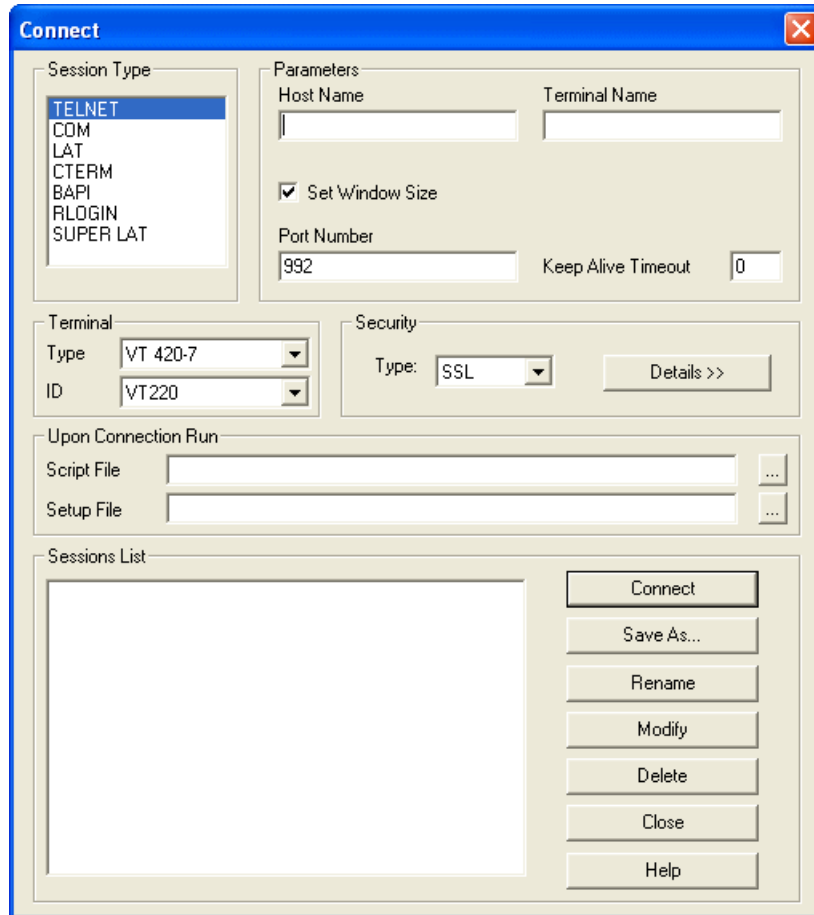 Connect
Session Type
TELNET
COM
LAT
CTERM
BAPI
RLOGIN
SUPER LAT
Parameters
Host Name
Terminal Name
Set Window Size
Port Number
992
Keep Alive Timeout
0
Terminal
Type
VT 420-7
ID
VT220
Security
Type:
SSL
Details >>
Upon Connection Run
Script File
...
Setup File
...
Sessions List
Connect
Save As...
Rename
Modify
Delete
Close
Help